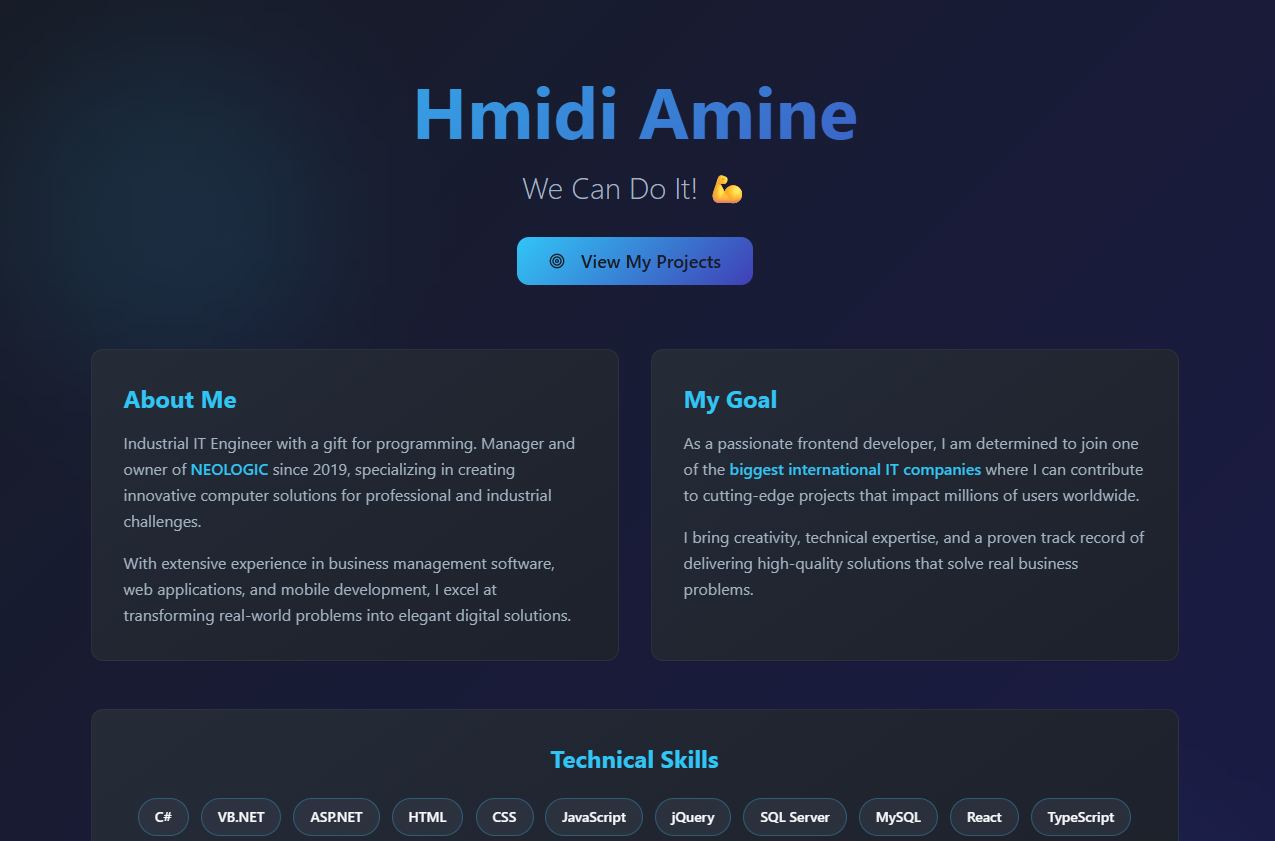 Hmidi Amine
We Can Do It! 💪
View My Projects
About Me
Industrial IT Engineer with a gift for programming. Manager and
owner of NEOLOGIC since 2019, specializing in creating
innovative computer solutions for professional and industrial
challenges.
With extensive experience in business management software,
web applications, and mobile development, I excel at
transforming real-world problems into elegant digital solutions.
My Goal
As a passionate frontend developer, I am determined to join one
of the biggest international IT companies where I can contribute
to cutting-edge projects that impact millions of users worldwide.
I bring creativity, technical expertise, and a proven track record of
delivering high-quality solutions that solve real business
problems.
Technical Skills
C# VB.NET ASP.NET HTML CSS JavaScript jQuery SQL Server MySQL React TypeScript